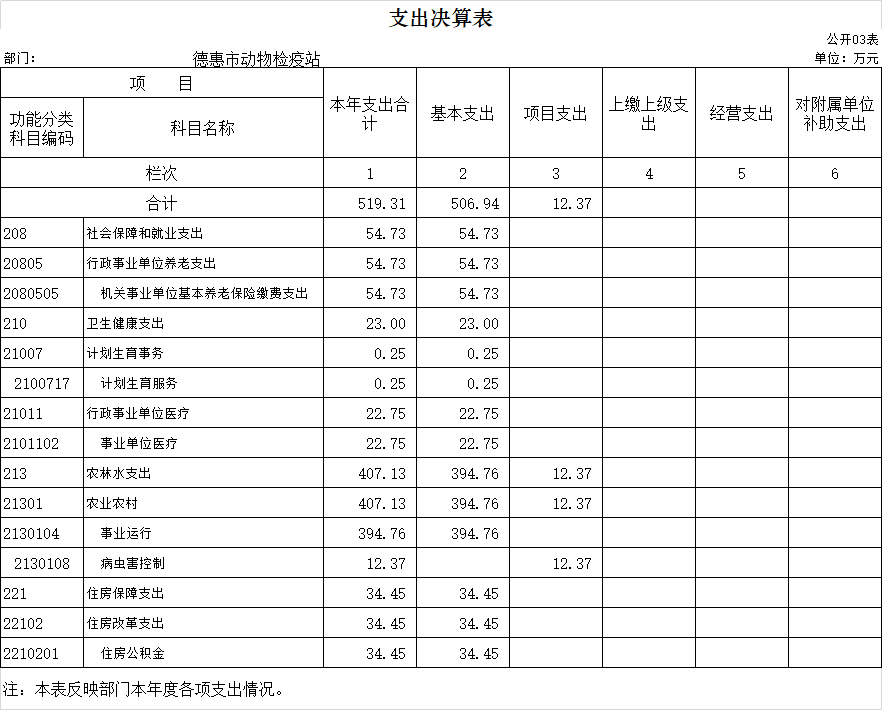 支出决算表
公开03表
部门： 德惠市动物检疫站 单位：万元
项 目 本年支出合计 基本支出 项目支出 上缴上级支出 经营支出 对附属单位补助支出
功能分类科目编码 科目名称
栏次 1 2 3 4 5 6
合计 519.31 506.94 12.37
208 社会保障和就业支出 54.73 54.73
20805 行政事业单位养老支出 54.73 54.73
2080505 机关事业单位基本养老保险缴费支出 54.73 54.73
210 卫生健康支出 23.00 23.00
21007 计划生育事务 0.25 0.25
2100717 计划生育服务 0.25 0.25
21011 行政事业单位医疗 22.75 22.75
2101102 事业单位医疗 22.75 22.75
213 农林水支出 407.13 394.76 12.37
21301 农业农村 407.13 394.76 12.37
2130104 事业运行 394.76 394.76
2130108 病虫害控制 12.37 12.37
221 住房保障支出 34.45 34.45
22102 住房改革支出 34.45 34.45
2210201 住房公积金 34.45 34.45
注：本表反映部门本年度各项支出情况。